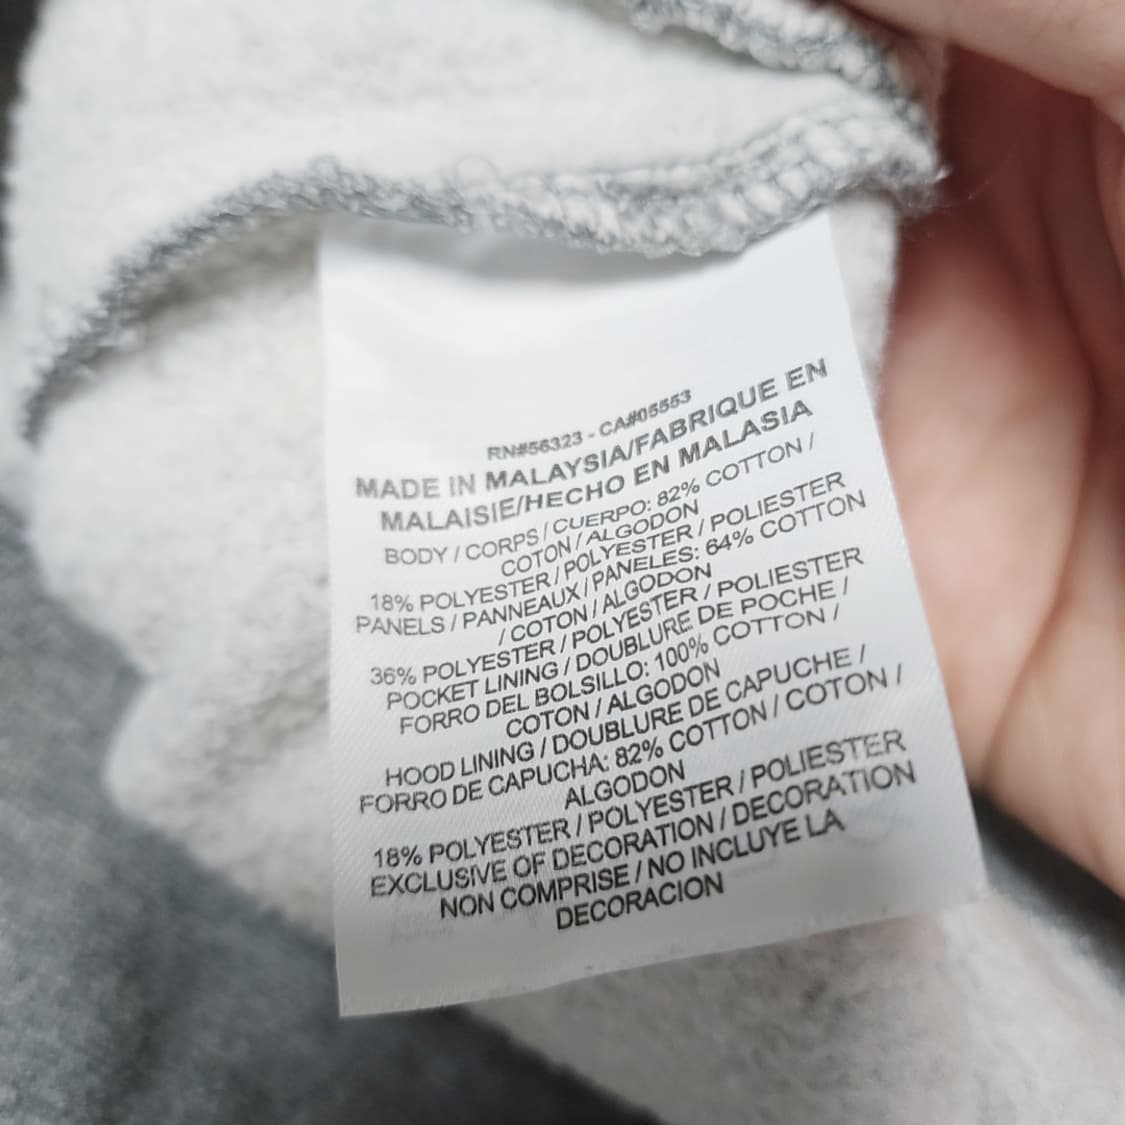 RN#56323 - CA#05553
MADE IN MALAYSIA/FABRIQUE EN
MALAISIE/HECHO EN MALASIA
BODY / CORPS / CUERPO: 82% COTTON /
COTON / ALGODON
18% POLYESTER / POLYESTER / POLIESTER
PANELS / PANNEAUX / PANELES: 64% COTTON
/ COTON / ALGODON
36% POLYESTER / POLYESTER / POLIESTER
POCKET LINING / DOUBLURE DE POCHE /
FORRO DEL BOLSILLO: 100% COTTON /
COTON / ALGODON
HOOD LINING / DOUBLURE DE CAPUCHE /
FORRO DE CAPUCHA: 82% COTTON / COTON /
ALGODON
18% POLYESTER / POLYESTER / POLIESTER
EXCLUSIVE OF DECORATION / DECORATION
NON COMPRISE / NO INCLUYE LA
DECORACION